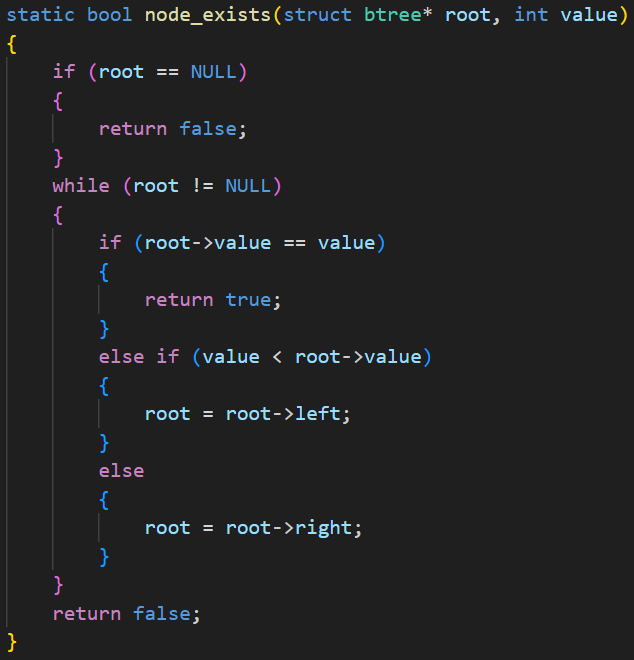 static bool node_exists(struct btree* root, int value)
{
    if (root == NULL)
    {
        return false;
    }
    while (root != NULL)
    {
        if (root->value == value)
        {
            return true;
        }
        else if (value < root->value)
        {
            root = root->left;
        }
        else
        {
            root = root->right;
        }
    }
    return false;
}